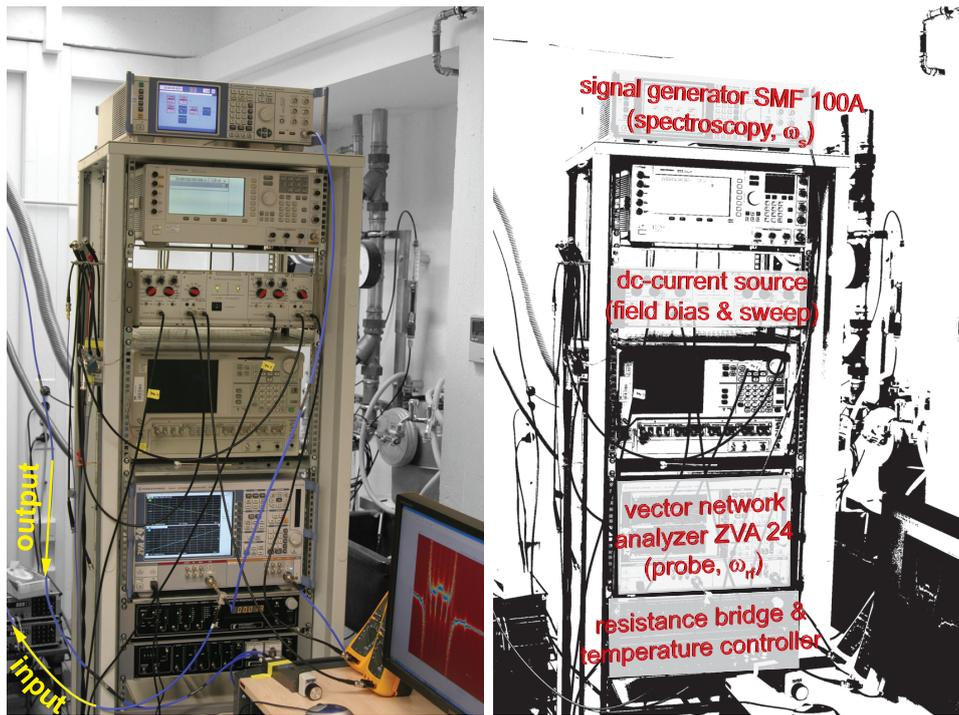 output
input
signal generator SMF 100A
(spectroscopy, ωs)
dc-current source
(field bias & sweep)
vector network
analyzer ZVA 24
(probe, ωrf)
resistance bridge &
temperature controller